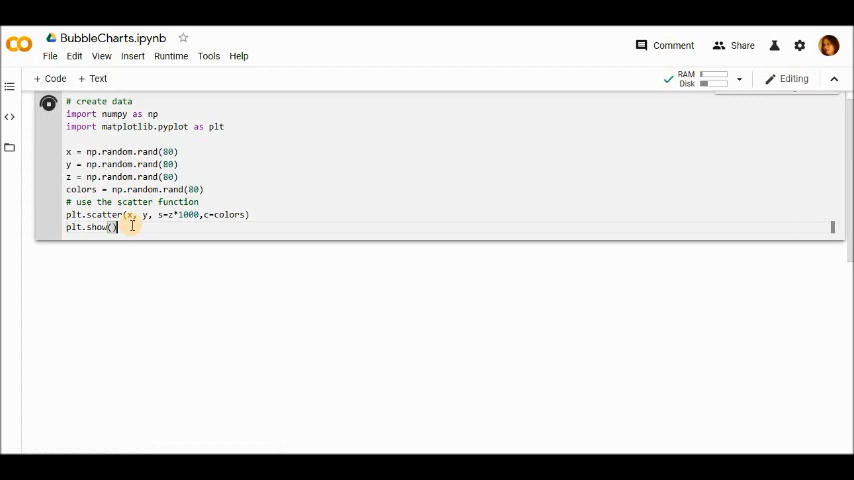 BubbleCharts.ipynb
File Edit View Insert Runtime Tools Help
Comment Share
+ Code + Text
RAM
Disk
Editing
# create data
import numpy as np
import matplotlib.pyplot as plt
x = np.random.rand(80)
y = np.random.rand(80)
z = np.random.rand(80)
colors = np.random.rand(80)
# use the scatter function
plt.scatter(x, y, s=z*1000,c=colors)
plt.show()